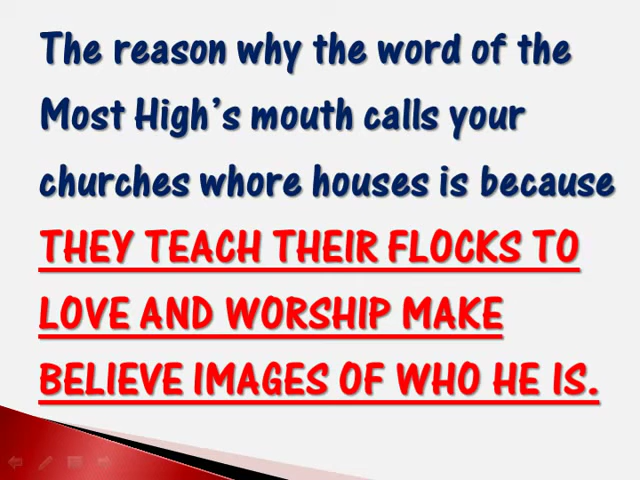 The reason why the word of the
Most High's mouth calls your
churches whore houses is because
THEY TEACH THEIR FLOCKS TO
LOVE AND WORSHIP MAKE
BELIEVE IMAGES OF WHO HE IS.